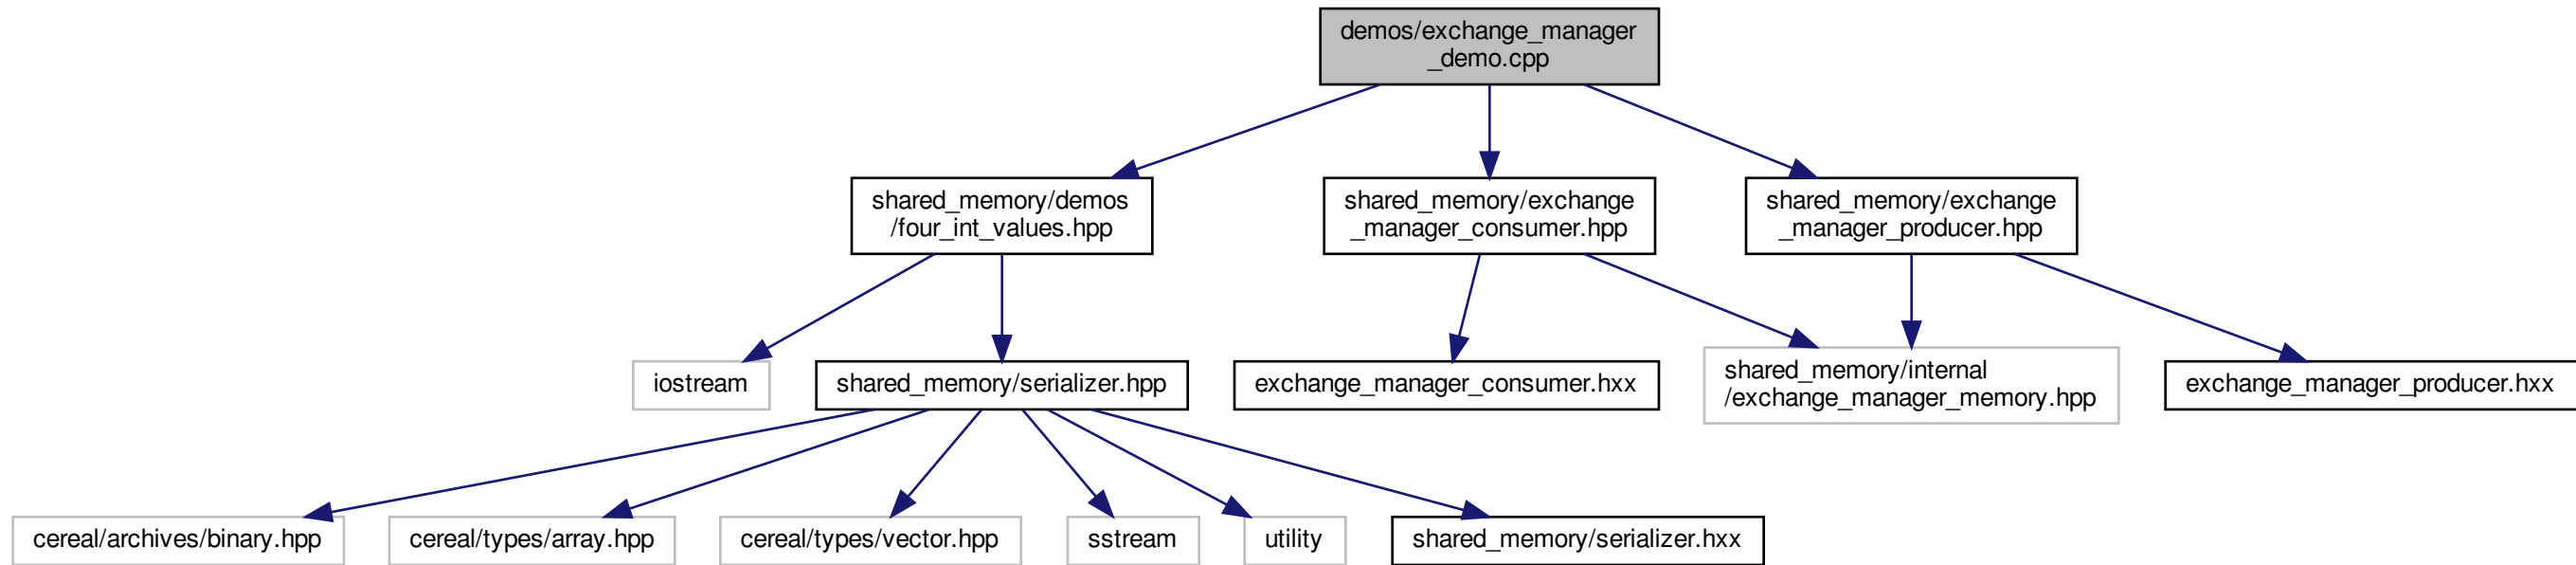 demos/exchange_manager
_demo.cpp
shared_memory/demos
/four_int_values.hpp
shared_memory/exchange
_manager_consumer.hpp
shared_memory/exchange
_manager_producer.hpp
iostream
shared_memory/serializer.hpp
exchange_manager_consumer.hxx
shared_memory/internal
/exchange_manager_memory.hpp
exchange_manager_producer.hxx
cereal/archives/binary.hpp
cereal/types/array.hpp
cereal/types/vector.hpp
sstream
utility
shared_memory/serializer.hxx